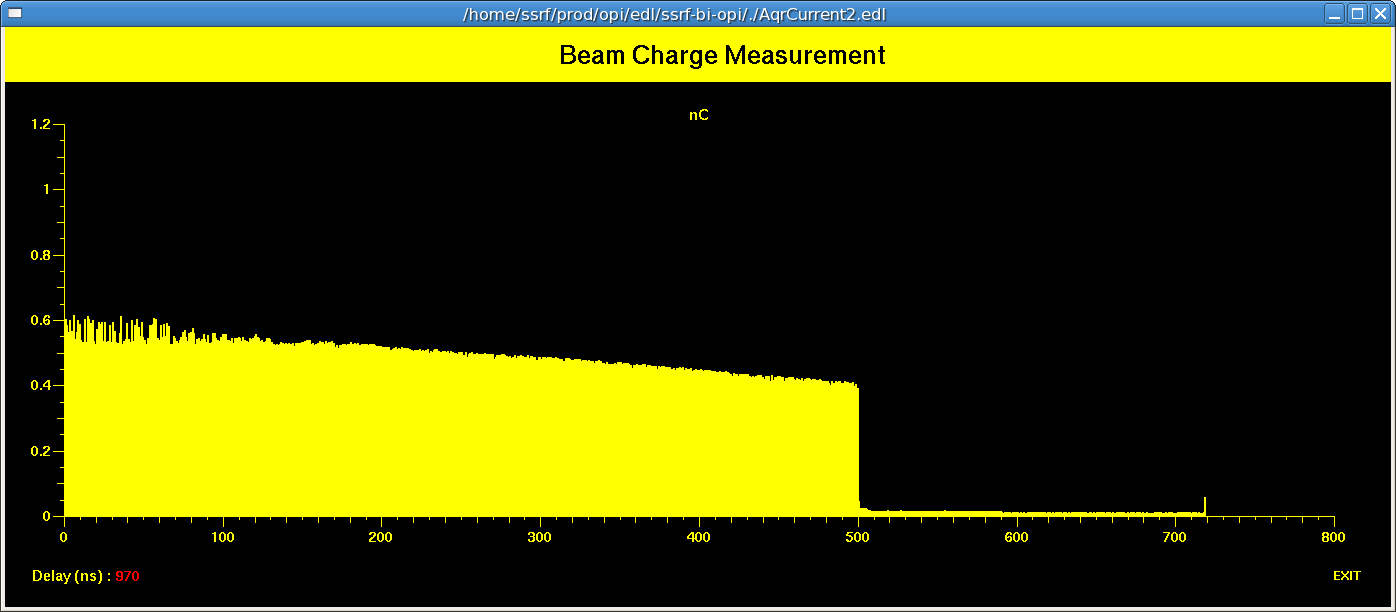 /home/ssrf/prod/opi/edl/ssrf-bi-opi/./AqrCurrent2.edl
Beam Charge Measurement
nC
1.2
1
0.8
0.6
0.4
0.2
0
0 100 200 300 400 500 600 700 800
Delay (ns) : 970 EXIT